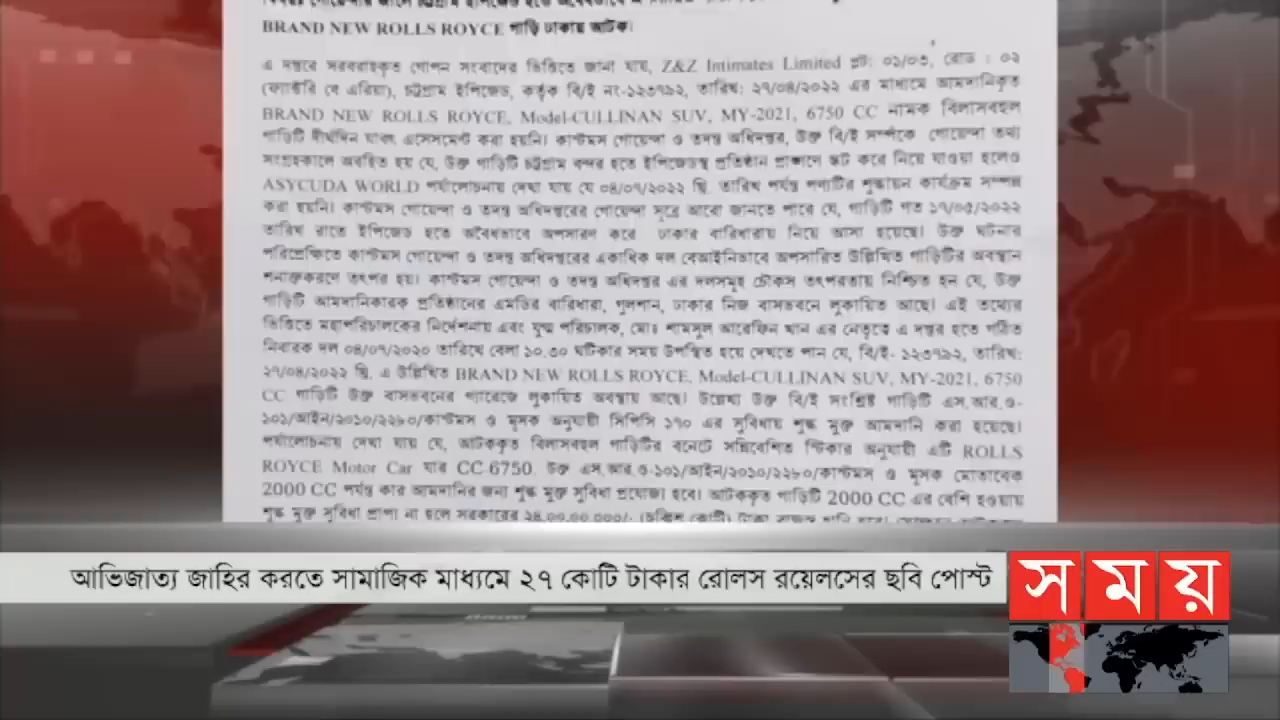 BRAND NEW ROLLS ROYCE গাড়ি ঢাকায় আটক।
এ দপ্তরে সরবরাহকৃত গোপন সংবাদের ভিত্তিতে জানা যায়, Z&Z Intimates Limited প্লট: ০১/০৩, রোড : ০২
(ফ্যাক্টরি বে এরিয়া), চট্টগ্রাম ইপিজেড, কর্তৃক বি/ই নং-১২৩৭৯২, তারিখ: ২৭/০৪/২০২২ এর মাধ্যমে আমদানিকৃত
BRAND NEW ROLLS ROYCE, Model-CULLINAN SUV, MY-2021, 6750 CC নামক বিলাসবহুল
গাড়িটি দীর্ঘদিন যাবৎ এসেসমেন্ট করা হয়নি। কাস্টমস গোয়েন্দা ও তদন্ত অধিদপ্তর, উক্ত বি/ই সম্পর্কে গোয়েন্দা তথ্য
সংগ্রহকালে অবহিত হয় যে, উক্ত গাড়িটি চট্টগ্রাম বন্দর হতে ইপিজেডস্থ প্রতিষ্ঠান প্রাঙ্গণে স্কট করে নিয়ে যাওয়া হলেও
ASYCUDA WORLD পর্যালোচনায় দেখা যায় যে ০৪/০৭/২০২২ খ্রি. তারিখ পর্যন্ত পণ্যটির শুল্কায়ন কার্যক্রম সম্পন্ন
করা হয়নি। কাস্টমস গোয়েন্দা ও তদন্ত অধিদপ্তরের গোয়েন্দা সূত্রে আরো জানতে পারে যে, গাড়িটি গত ১৭/০৫/২০২২
তারিখ রাতে ইপিজেড হতে অবৈধভাবে অপসারণ করে ঢাকার বারিধারায় নিয়ে আসা হয়েছে। উক্ত ঘটনার
পরিপ্রেক্ষিতে কাস্টমস গোয়েন্দা ও তদন্ত অধিদপ্তরের একাধিক দল বেআইনিভাবে অপসারিত উল্লিখিত গাড়িটির অবস্থান
শনাক্তকরণে তৎপর হয়। কাস্টমস গোয়েন্দা ও তদন্ত অধিদপ্তর এর দলসমূহ চৌকস তৎপরতায় নিশ্চিত হন যে, উক্ত
গাড়িটি আমদানিকারক প্রতিষ্ঠানের এমডির বারিধারা, গুলশান, ঢাকার নিজ বাসভবনে লুকায়িত আছে। এই তথ্যের
ভিত্তিতে মহাপরিচালকের নির্দেশনায় এবং যুগ্ম পরিচালক, মোঃ শামসুল আরেফিন খান এর নেতৃত্বে এ দপ্তর হতে গঠিত
নিবারক দল ০৪/০৭/২০২০ তারিখে বেলা ১০.৩০ ঘটিকার সময় উপস্থিত হয়ে দেখতে পান যে, বি/ই- ১২৩৭৯২, তারিখ:
২৭/০৪/২০২২ খ্রি. এ উল্লিখিত BRAND NEW ROLLS ROYCE, Model-CULLINAN SUV, MY-2021, 6750
CC গাড়িটি উক্ত বাসভবনের গ্যারেজে লুকায়িত অবস্থায় আছে। উল্লেখ্য উক্ত বি/ই সংশ্লিষ্ট গাড়িটি এস.আর.ও-
১০১/আইন/২০১০/২২৮০/কাস্টমস ও মূসক অনুযায়ী সিপিসি ১৭০ এর সুবিধায় শুল্ক মুক্ত আমদানি করা হয়েছে।
পর্যালোচনায় দেখা যায় যে, আটককৃত বিলাসবহুল গাড়িটির বনেটে সন্নিবেশিত স্টিকার অনুযায়ী এটি ROLLS
ROYCE Motor Car যার CC-6750. উক্ত এস.আর.ও-১০১/আইন/২০১০/২২৮০/কাস্টমস ও মূসক মোতাবেক
2000 CC পর্যন্ত কার আমদানির জন্য শুল্ক মুক্ত সুবিধা প্রযোজ্য হবে। আটককৃত গাড়িটি 2000 CC এর বেশি হওয়ায়
শুল্ক মুক্ত সুবিধা প্রাপ্য না হলে সরকারের ২৪,০০,০০,০০০/- (চব্বিশ কোটি) টাকা রাজস্ব হানি হবে।
আভিজাত্য জাহির করতে সামাজিক মাধ্যমে ২৭ কোটি টাকার রোলস রয়েলসের ছবি পোস্ট
সময়